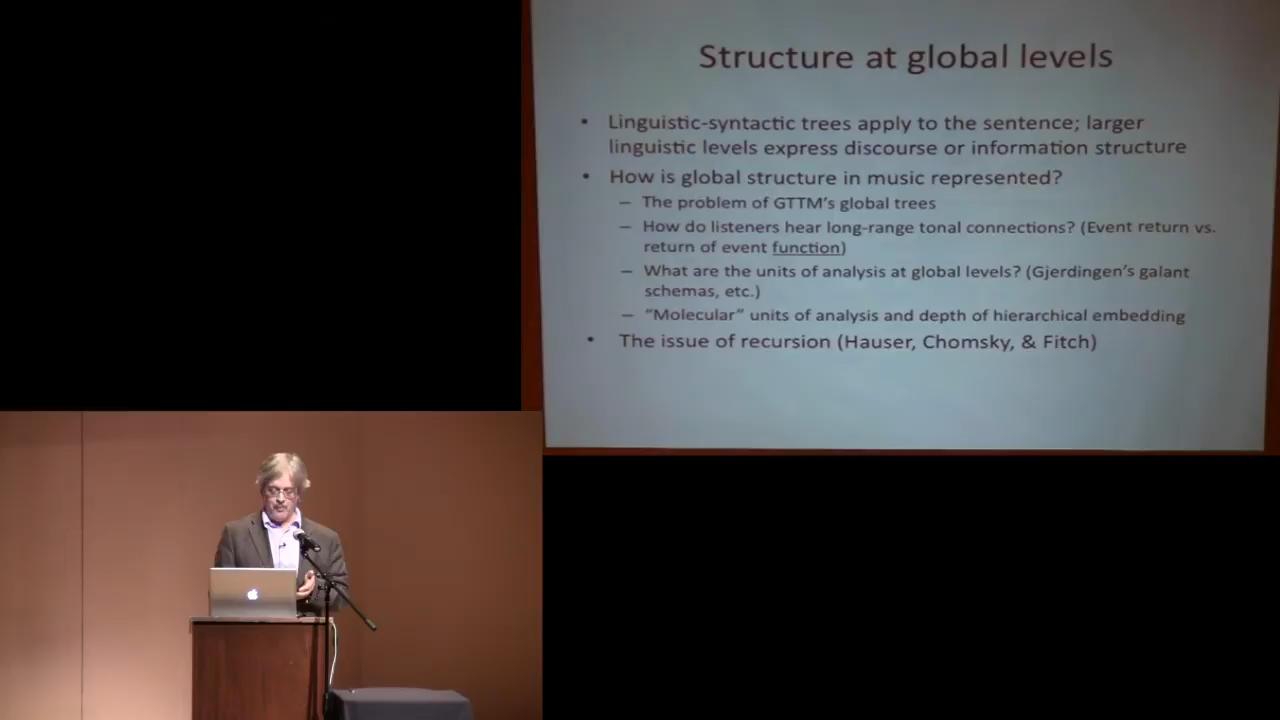 Structure at global levels
• Linguistic-syntactic trees apply to the sentence; larger
linguistic levels express discourse or information structure
• How is global structure in music represented?
– The problem of GTTM's global trees
– How do listeners hear long-range tonal connections? (Event return vs.
return of event function)
– What are the units of analysis at global levels? (Gjerdingen's galant
schemas, etc.)
– "Molecular" units of analysis and depth of hierarchical embedding
• The issue of recursion (Hauser, Chomsky, & Fitch)